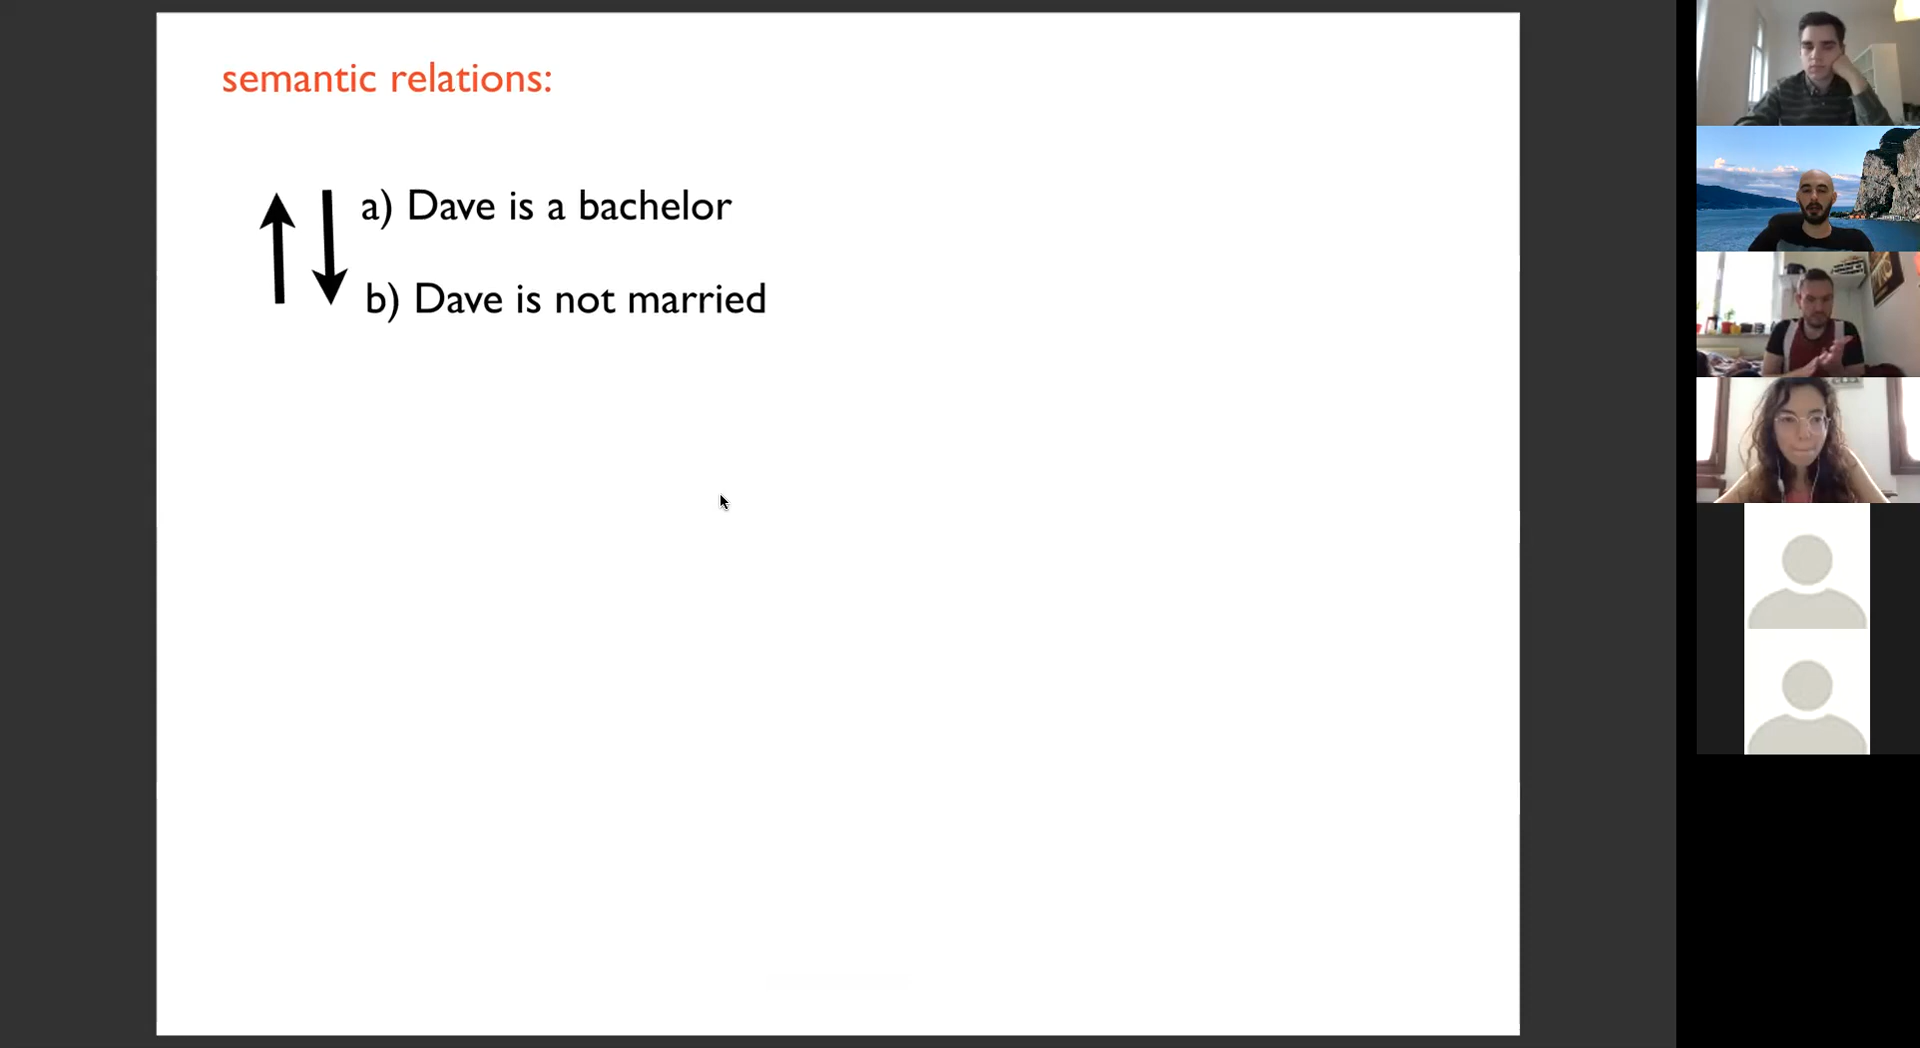 semantic relations:
a) Dave is a bachelor
b) Dave is not married